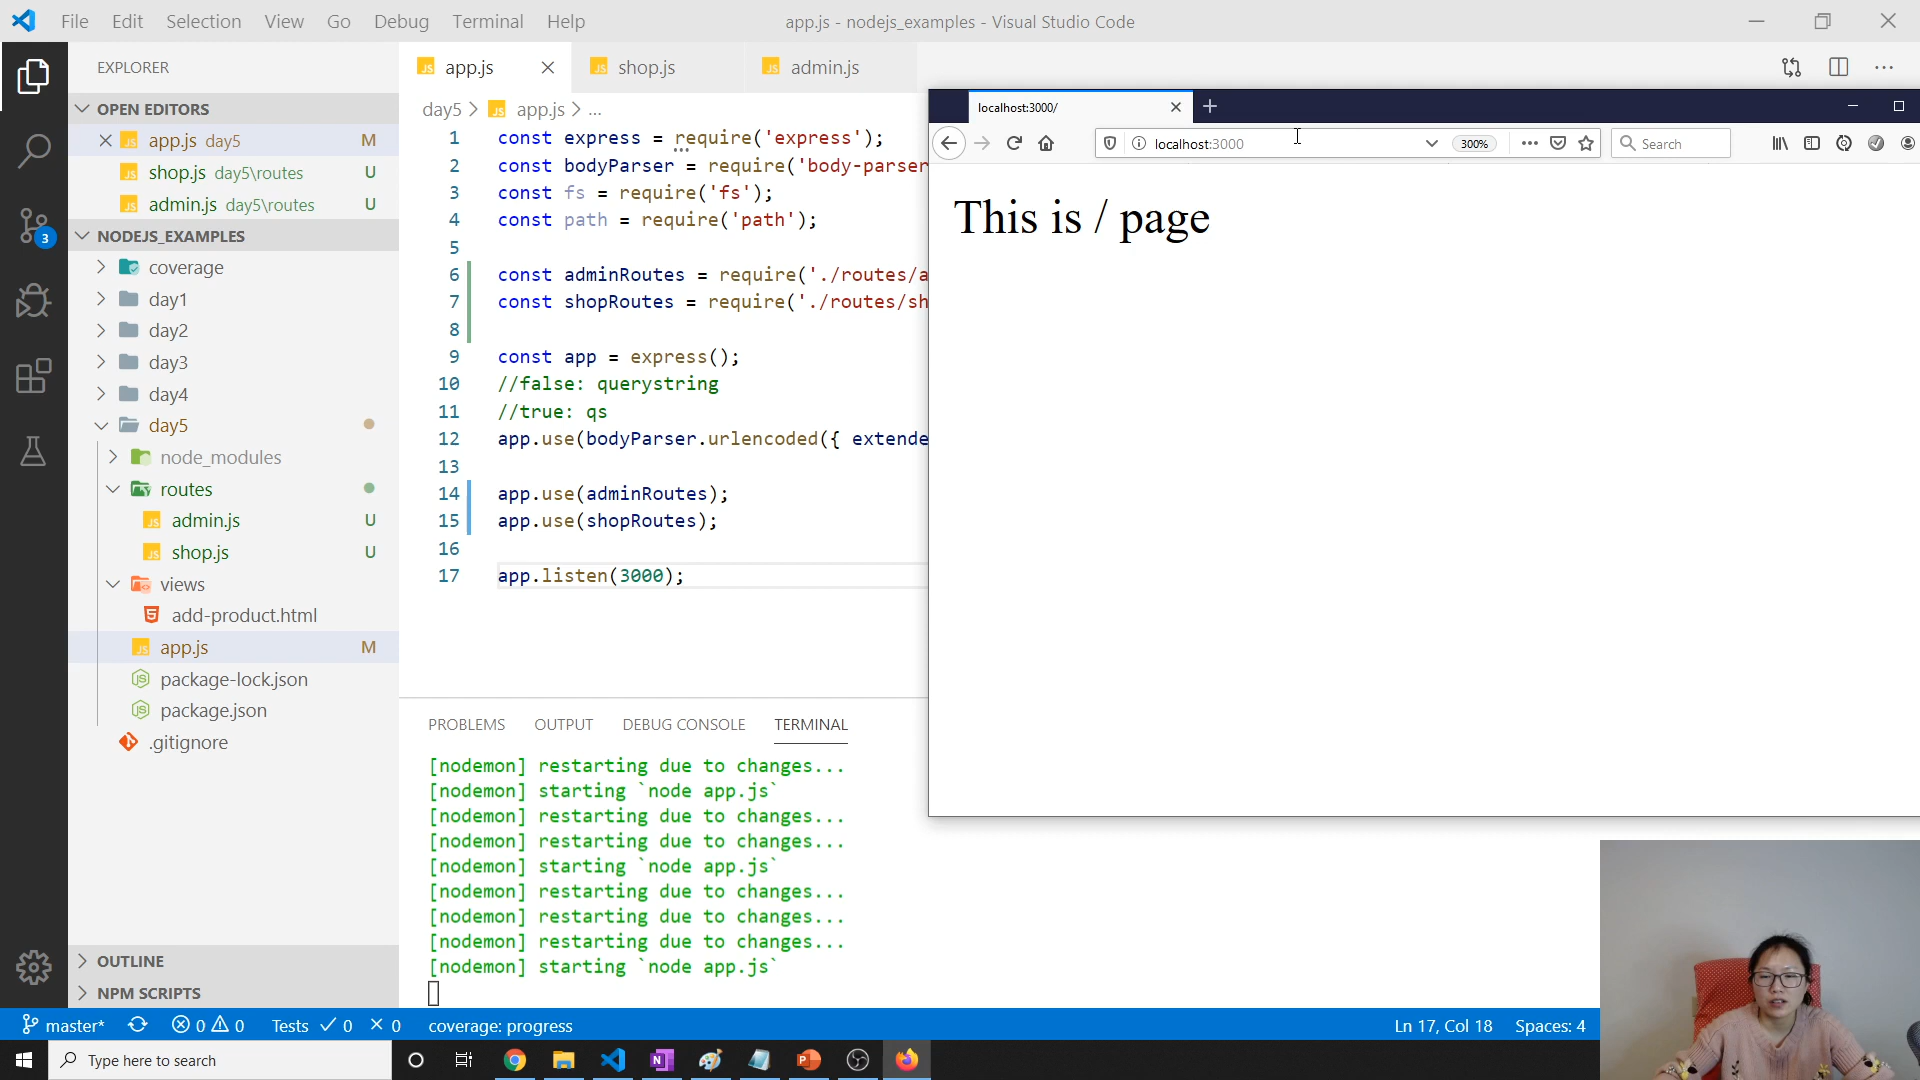 File Edit Selection View Go Debug Terminal Help
app.js - nodejs_examples - Visual Studio Code
EXPLORER
OPEN EDITORS
app.js day5 M
shop.js day5\routes U
admin.js day5\routes U
NODEJS_EXAMPLES
coverage
day1
day2
day3
day4
day5
node_modules
routes
admin.js U
shop.js U
views
add-product.html
app.js M
package-lock.json
package.json
.gitignore
OUTLINE
NPM SCRIPTS
3
app.js
shop.js
admin.js
day5 > app.js > ...
1 const express = require('express');
2 const bodyParser = require('body-parser
3 const fs = require('fs');
4 const path = require('path');
5
6 const adminRoutes = require('./routes/a
7 const shopRoutes = require('./routes/sh
8
9 const app = express();
10 //false: querystring
11 //true: qs
12 app.use(bodyParser.urlencoded({ extende
13
14 app.use(adminRoutes);
15 app.use(shopRoutes);
16
17 app.listen(3000);
PROBLEMS OUTPUT DEBUG CONSOLE TERMINAL
[nodemon] restarting due to changes...
[nodemon] starting `node app.js`
[nodemon] restarting due to changes...
[nodemon] restarting due to changes...
[nodemon] starting `node app.js`
[nodemon] restarting due to changes...
[nodemon] restarting due to changes...
[nodemon] restarting due to changes...
[nodemon] starting `node app.js`
localhost:3000/
localhost:3000 300% Search
This is / page
master* 0 0 Tests 0 0 coverage: progress Ln 17, Col 18 Spaces: 4
Type here to search